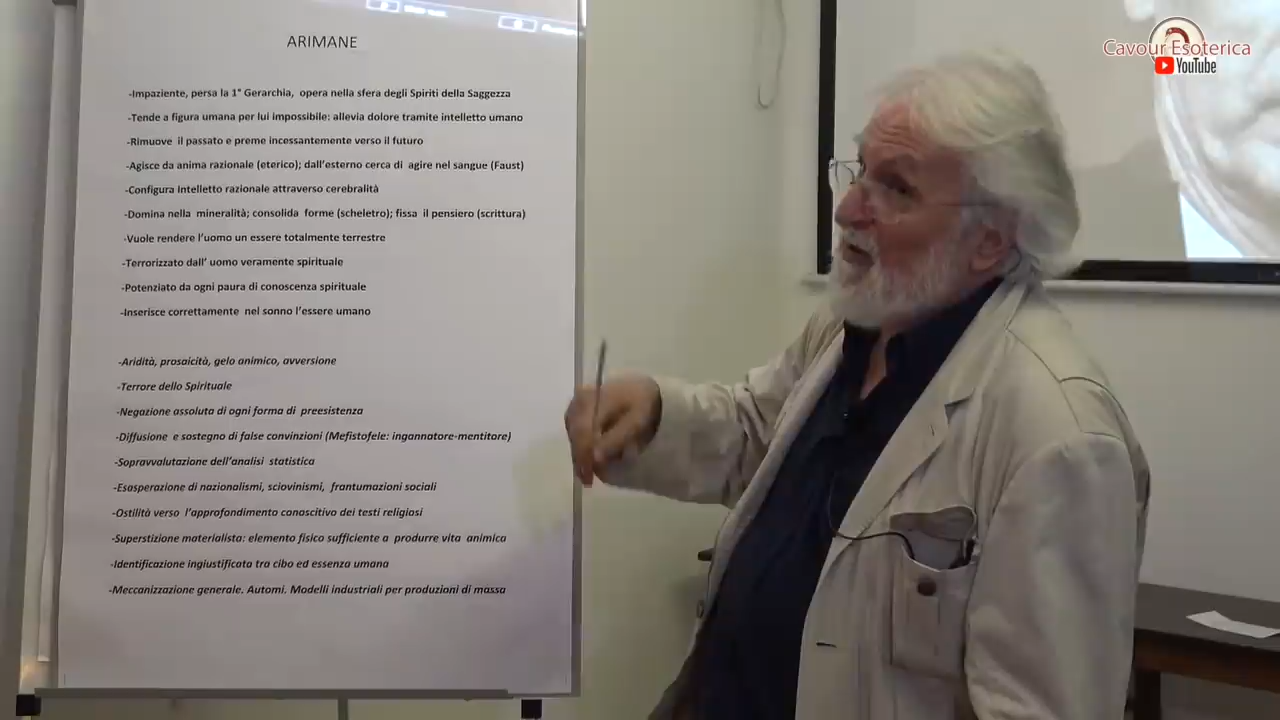 Cavour Esoterica
YouTube
ARIMANE
-Impaziente, persa la 1° Gerarchia, opera nella sfera degli Spiriti della Saggezza
-Tende a figura umana per lui impossibile: allevia dolore tramite intelletto umano
-Rimuove il passato e preme incessantemente verso il futuro
-Agisce da anima razionale (eterico); dall'esterno cerca di agire nel sangue (Faust)
-Configura intelletto razionale attraverso cerebralità
-Domina nella mineralità; consolida forme (scheletro); fissa il pensiero (scrittura)
-Vuole rendere l'uomo un essere totalmente terrestre
-Terrorizzato dall' uomo veramente spirituale
-Potenziato da ogni paura di conoscenza spirituale
-Inserisce correttamente nel sonno l'essere umano
-Aridità, prosaicità, gelo animico, avversione
-Terrore dello Spirituale
-Negazione assoluta di ogni forma di preesistenza
-Diffusione e sostegno di false convinzioni (Mefistofele: ingannatore-mentitore)
-Sopravvalutazione dell'analisi statistica
-Esasperazione di nazionalismi, sciovinismi, frantumazioni sociali
-Ostilità verso l'approfondimento conoscitivo dei testi religiosi
-Superstizione materialista: elemento fisico sufficiente a produrre vita animica
-Identificazione ingiustificata tra cibo ed essenza umana
-Meccanizzazione generale. Automi. Modelli industriali per produzioni di massa